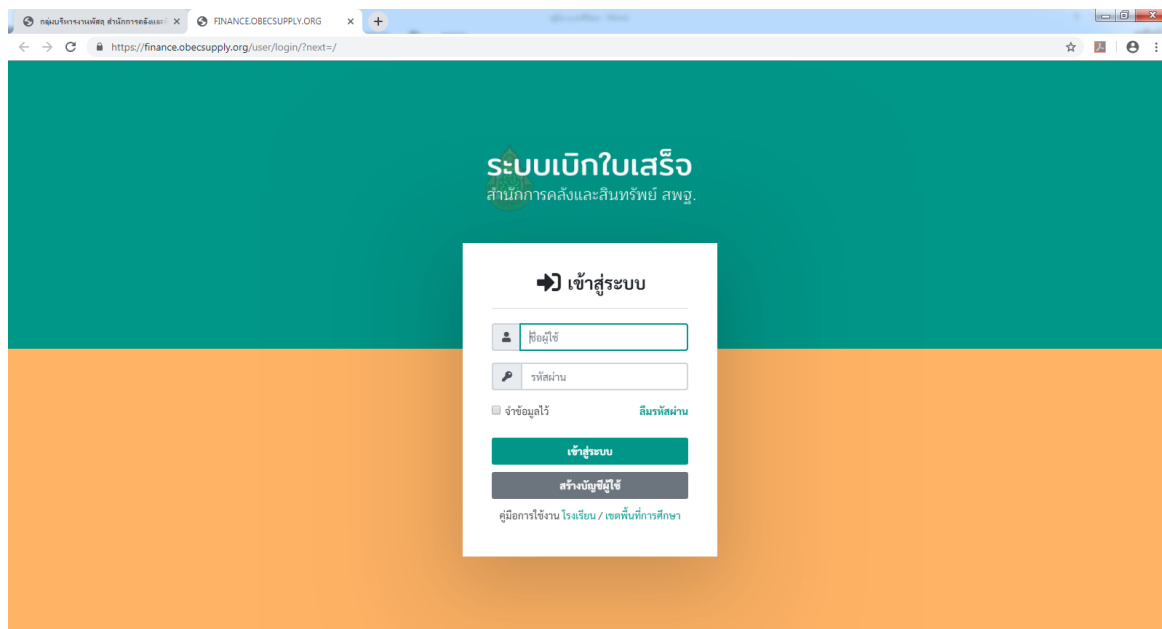 กลุ่มบริหารงานพัสดุ สำนักการคลังและ
FINANCE.OBECSUPPLY.ORG
https://finance.obecsupply.org/user/login/?next=/
ระบบเบิกใบเสร็จ
สำนักการคลังและสินทรัพย์ สพฐ.
เข้าสู่ระบบ
ชื่อผู้ใช้
รหัสผ่าน
จำข้อมูลไว้ ลืมรหัสผ่าน
เข้าสู่ระบบ
สร้างบัญชีผู้ใช้
คู่มือการใช้งาน โรงเรียน / เขตพื้นที่การศึกษา